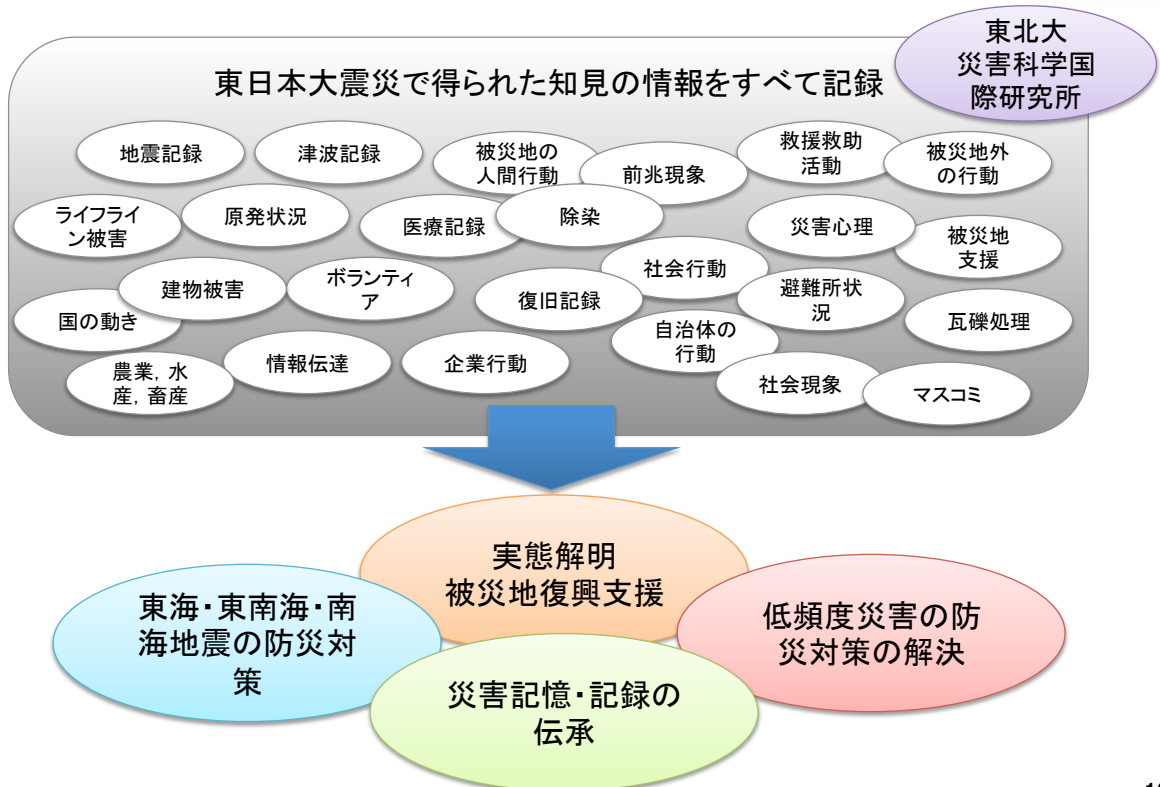 東北大
災害科学国
際研究所
東日本大震災で得られた知見の情報をすべて記録
地震記録
津波記録
被災地の
人間行動
前兆現象
救援救助
活動
被災地外
の行動
ライフライ
ン被害
原発状況
医療記録
除染
災害心理
被災地
支援
建物被害
ボランティ
ア
社会行動
復旧記録
避難所状
況
国の動き
自治体の
行動
瓦礫処理
農業，水
産，畜産
情報伝達
企業行動
社会現象
マスコミ
実態解明
被災地復興支援
東海・東南海・南
海地震の防災対
策
低頻度災害の防
災対策の解決
災害記憶・記録の
伝承